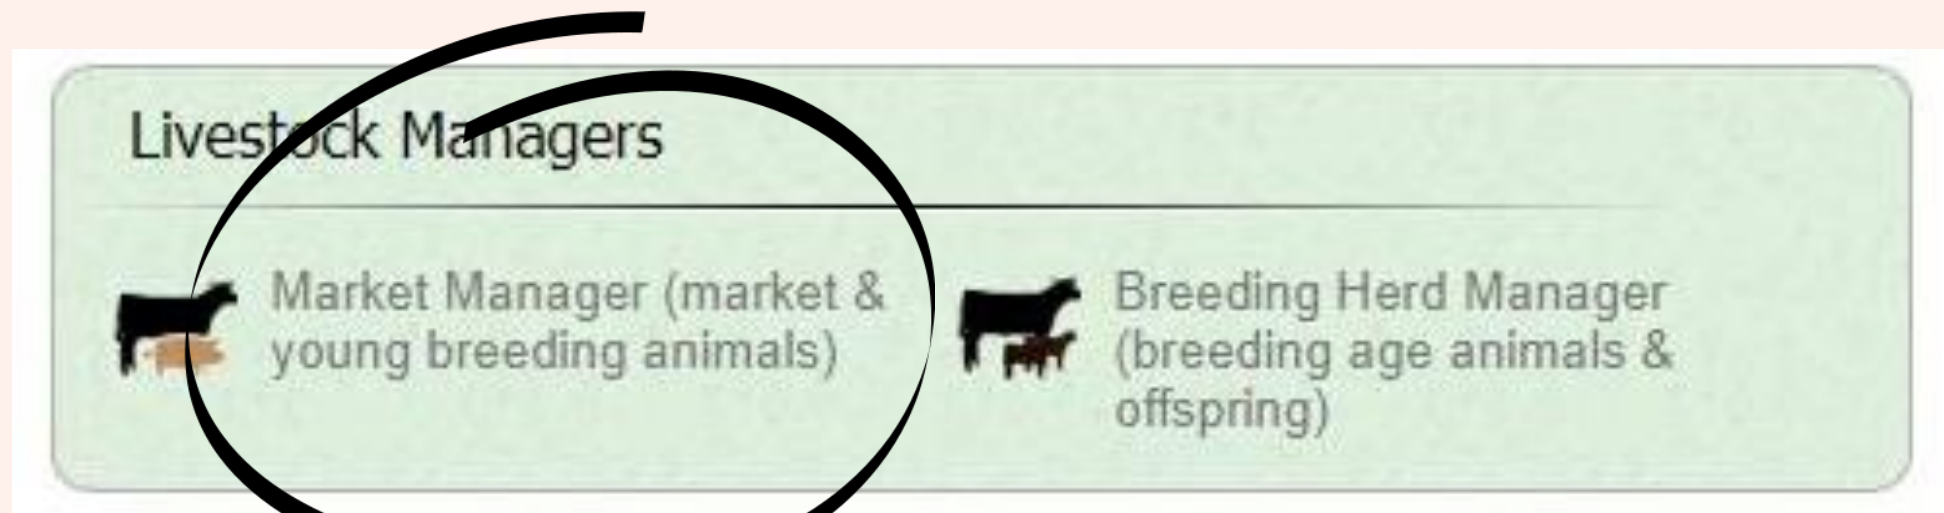 Livestock Managers
Market Manager (market &
young breeding animals)
Breeding Herd Manager
(breeding age animals &
offspring)